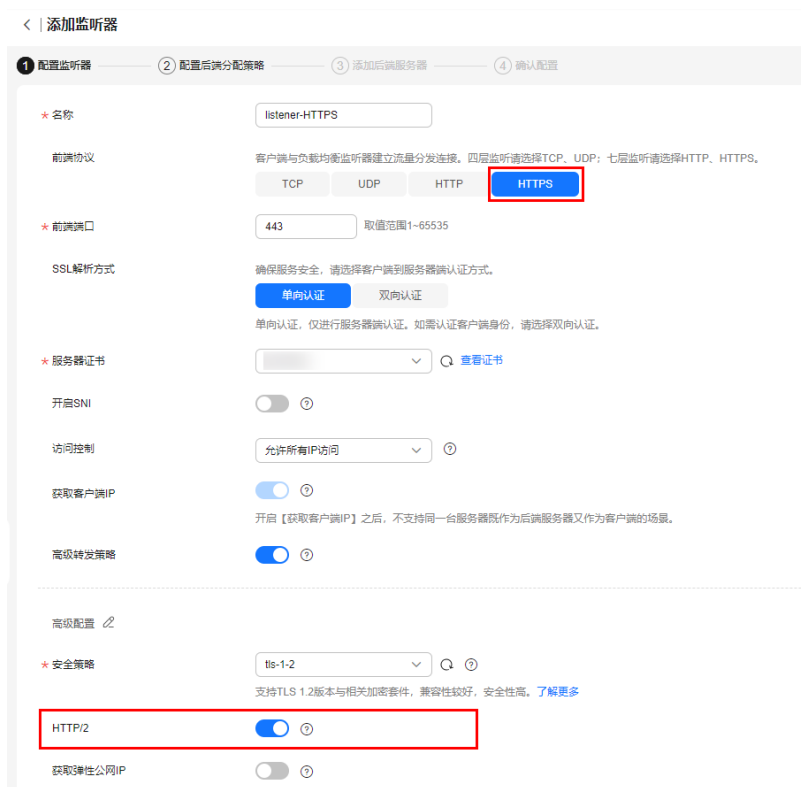 添加监听器
1 配置监听器 2 配置后端分配策略 3 添加后端服务器 4 确认配置
* 名称 listener-HTTPS
前端协议 客户端与负载均衡监听器建立流量分发连接。四层监听请选择TCP、UDP；七层监听请选择HTTP、HTTPS。
TCP UDP HTTP HTTPS
* 前端端口 443 取值范围1~65535
SSL解析方式 确保服务安全，请选择客户端到服务器端认证方式。
单向认证 双向认证
单向认证，仅进行服务器端认证。如需认证客户端身份，请选择双向认证。
* 服务器证书 查看证书
开启SNI
访问控制 允许所有IP访问
获取客户端IP
开启【获取客户端IP】之后，不支持同一台服务器既作为后端服务器又作为客户端的场景。
高级转发策略
高级配置
* 安全策略 tls-1-2
支持TLS 1.2版本与相关加密套件，兼容性较好，安全性高。了解更多
HTTP/2
获取弹性公网IP